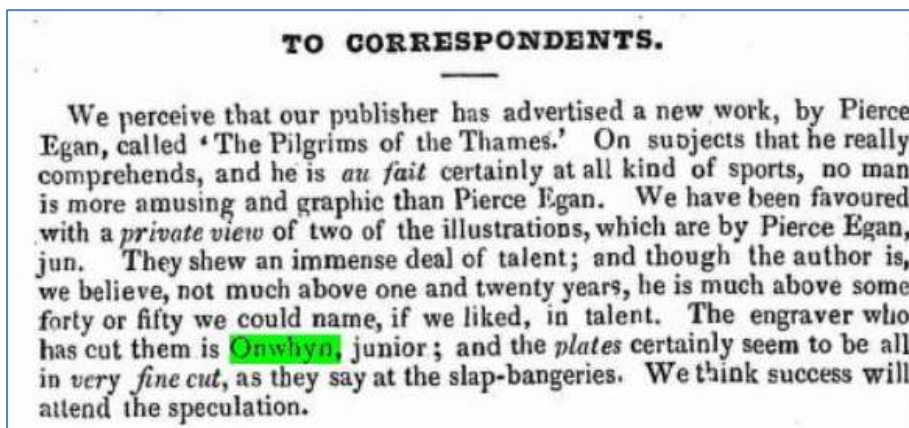 TO CORRESPONDENTS.
We perceive that our publisher has advertised a new work, by Pierce
Egan, called ‘The Pilgrims of the Thames.’ On subjects that he really
comprehends, and he is au fait certainly at all kind of sports, no man
is more amusing and graphic than Pierce Egan. We have been favoured
with a private view of two of the illustrations, which are by Pierce Egan,
jun. They shew an immense deal of talent; and though the author is,
we believe, not much above one and twenty years, he is much above some
forty or fifty we could name, if we liked, in talent. The engraver who
has cut them is Onwhyn, junior; and the plates certainly seem to be all
in very fine cut, as they say at the slap-bangeries. We think success will
attend the speculation.